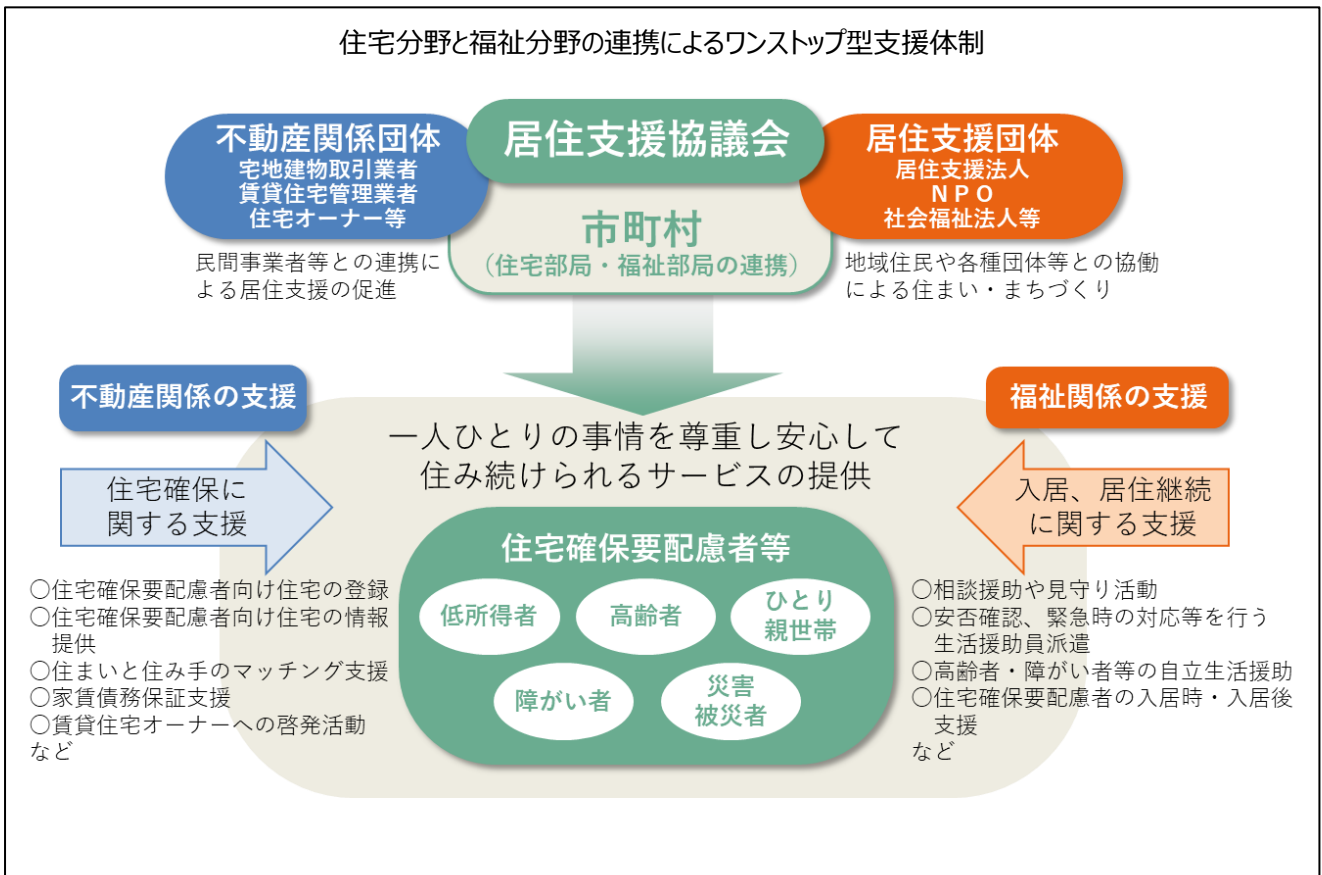 住宅分野と福祉分野の連携によるワンストップ型支援体制
不動産関係団体
宅地建物取引業者
賃貸住宅管理業者
住宅オーナー等
居住支援協議会
市町村
（住宅部局・福祉部局の連携）
居住支援団体
居住支援法人
ＮＰＯ
社会福祉法人等
民間事業者等との連携に
よる居住支援の促進
地域住民や各種団体等との協働
による住まい・まちづくり
不動産関係の支援
福祉関係の支援
一人ひとりの事情を尊重し安心して
住み続けられるサービスの提供
住宅確保に
関する支援
入居、居住継続
に関する支援
住宅確保要配慮者等
低所得者
高齢者
ひとり
親世帯
障がい者
災害
被災者
○住宅確保要配慮者向け住宅の登録
○住宅確保要配慮者向け住宅の情報
提供
○住まいと住み手のマッチング支援
○家賃債務保証支援
○賃貸住宅オーナーへの啓発活動
など
○相談援助や見守り活動
○安否確認、緊急時の対応等を行う
生活援助員派遣
○高齢者・障がい者等の自立生活援助
○住宅確保要配慮者の入居時・入居後
支援
など